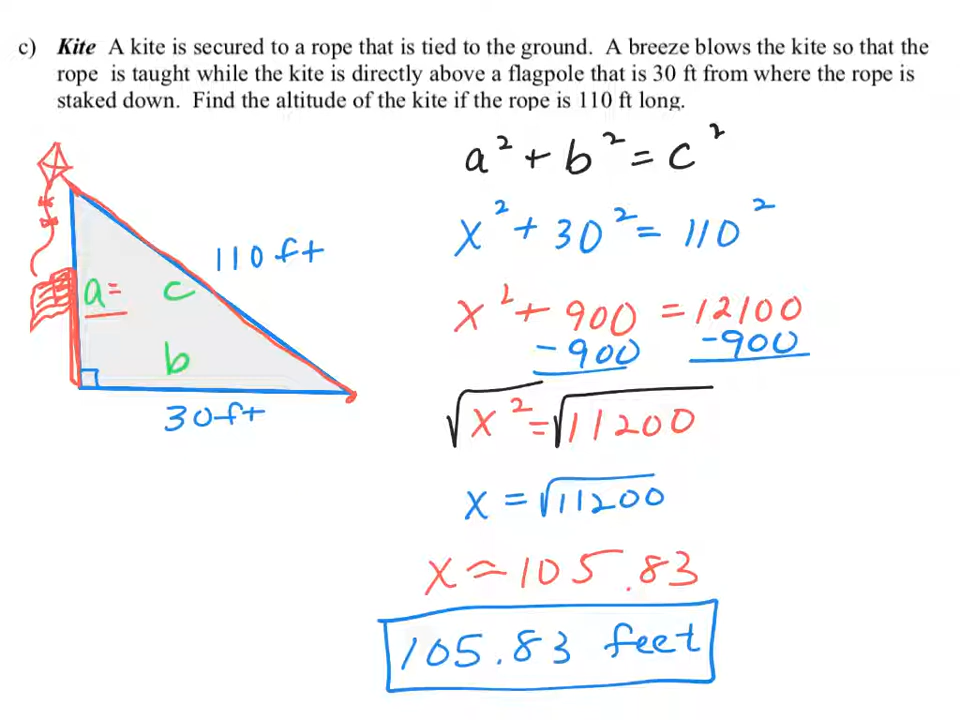 c) Kite A kite is secured to a rope that is tied to the ground. A breeze blows the kite so that the
rope is taught while the kite is directly above a flagpole that is 30 ft from where the rope is
staked down. Find the altitude of the kite if the rope is 110 ft long.
a² + b² = c²
x² + 30² = 110²
110 ft
a= c
x² + 900 = 12100
-900 -900
b
30ft
√x² = √11200
x = √11200
x ≈ 105.83
105.83 feet